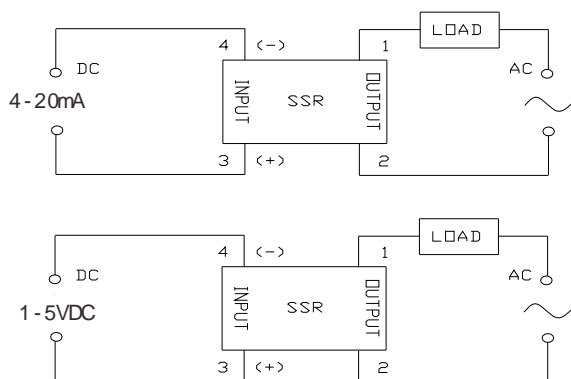 4 (-) 1 LOAD
DC AC
4-20mA INPUT SSR OUTPUT
3 (+) 2
4 (-) 1 LOAD
DC AC
1-5VDC INPUT SSR OUTPUT
3 (+) 2